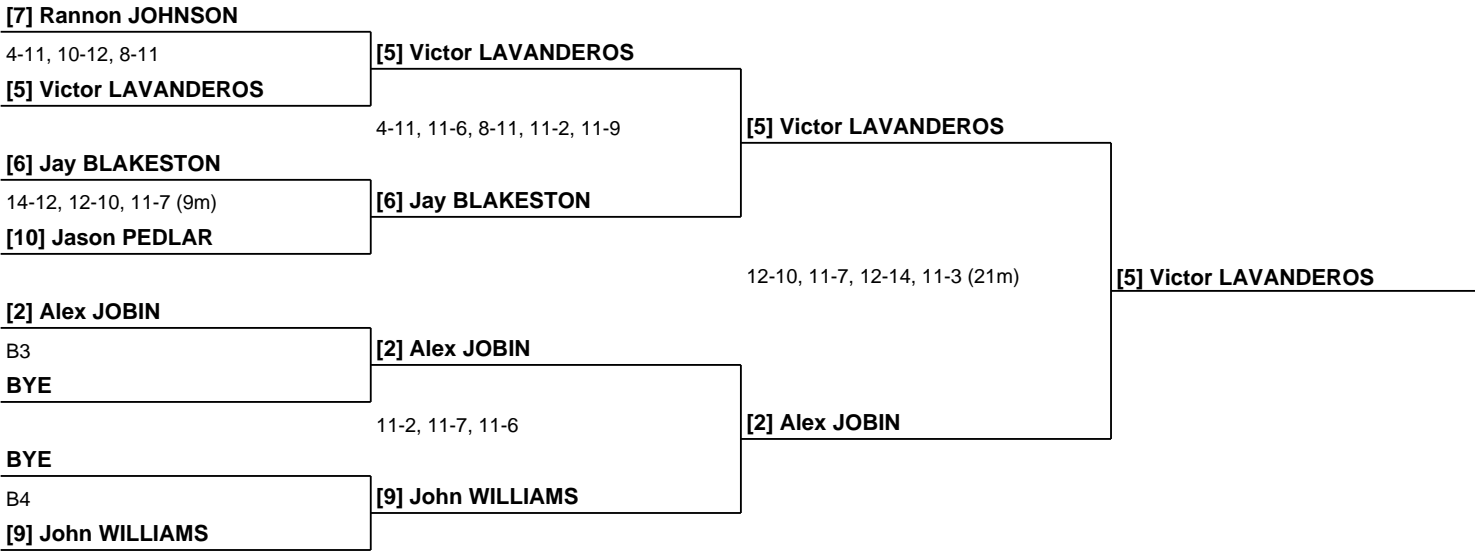 [7] Rannon JOHNSON
4-11, 10-12, 8-11
[5] Victor LAVANDEROS
[5] Victor LAVANDEROS
4-11, 11-6, 8-11, 11-2, 11-9
[5] Victor LAVANDEROS
[6] Jay BLAKESTON
14-12, 12-10, 11-7 (9m)
[6] Jay BLAKESTON
[10] Jason PEDLAR
12-10, 11-7, 12-14, 11-3 (21m)
[5] Victor LAVANDEROS
[2] Alex JOBIN
B3
[2] Alex JOBIN
BYE
11-2, 11-7, 11-6
[2] Alex JOBIN
BYE
B4
[9] John WILLIAMS
[9] John WILLIAMS